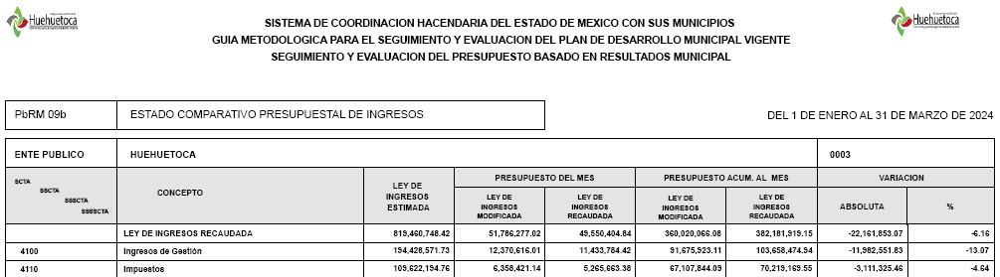 Huehuetoca
Huehuetoca
SISTEMA DE COORDINACION HACENDARIA DEL ESTADO DE MEXICO CON SUS MUNICIPIOS
GUIA METODOLOGICA PARA EL SEGUIMIENTO Y EVALUACION DEL PLAN DE DESARROLLO MUNICIPAL VIGENTE
SEGUIMIENTO Y EVALUACION DEL PRESUPUESTO BASADO EN RESULTADOS MUNICIPAL
PbRM 09b ESTADO COMPARATIVO PRESUPUESTAL DE INGRESOS
DEL 1 DE ENERO AL 31 DE MARZO DE 2024
ENTE PUBLICO HUEHUETOCA 0003
SCTA
SSCTA
SSSCTA
SSSSCTA
CONCEPTO
LEY DE
INGRESOS
ESTIMADA
PRESUPUESTO DEL MES
LEY DE
INGRESOS
MODIFICADA
LEY DE
INGRESOS
RECAUDADA
PRESUPUESTO ACUM. AL MES
LEY DE
INGRESOS
MODIFICADA
LEY DE
INGRESOS
RECAUDADA
VARIACION
ABSOLUTA
%
LEY DE INGRESOS RECAUDADA 819,460,748.42 51,786,277.02 49,550,404.84 360,020,066.08 382,181,919.15 -22,161,853.07 -6.16
4100 Ingresos de Gestión 194,428,571.73 12,370,616.01 11,433,784.42 91,675,923.11 103,658,474.94 -11,982,551.83 -13.07
4110 Impuestos 109,622,194.76 6,358,421.14 5,265,663.38 67,107,844.09 70,219,169.55 -3,111,325.46 -4.64